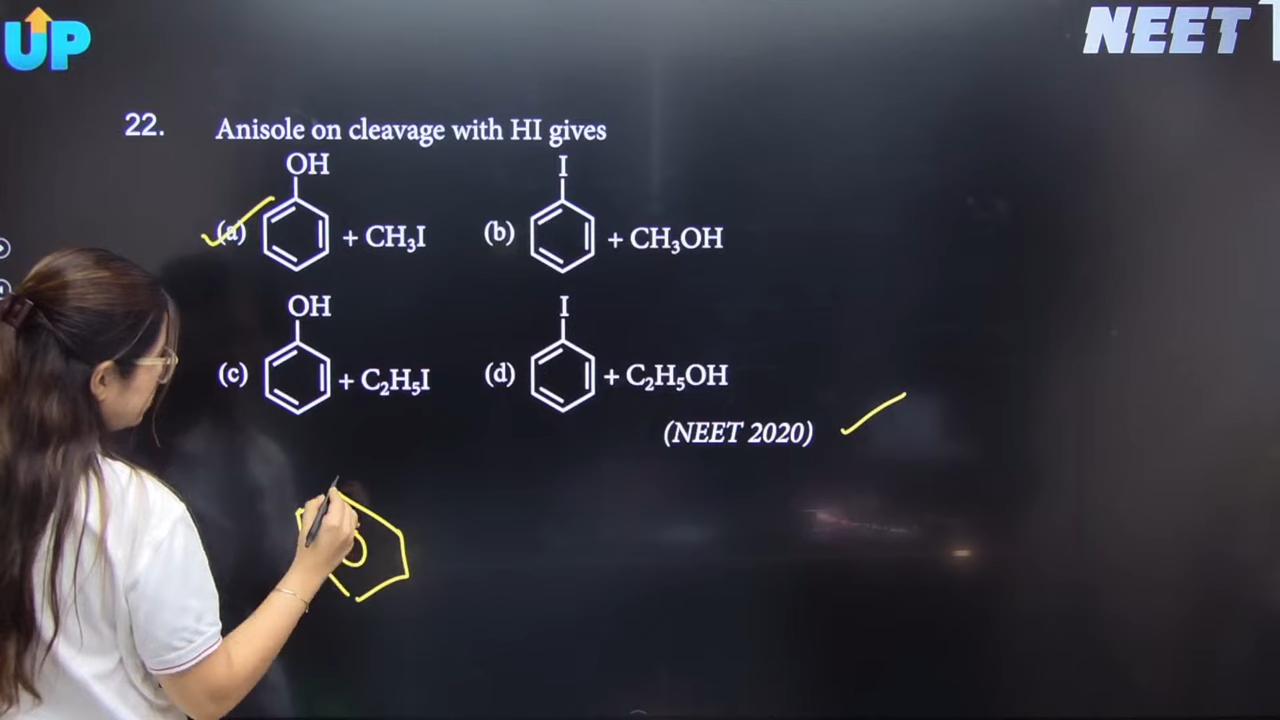 UP
NEET
22. Anisole on cleavage with HI gives
OH I
(a) + CH₃I (b) + CH₃OH
OH I
(c) + C₂H₅I (d) + C₂H₅OH
(NEET 2020)